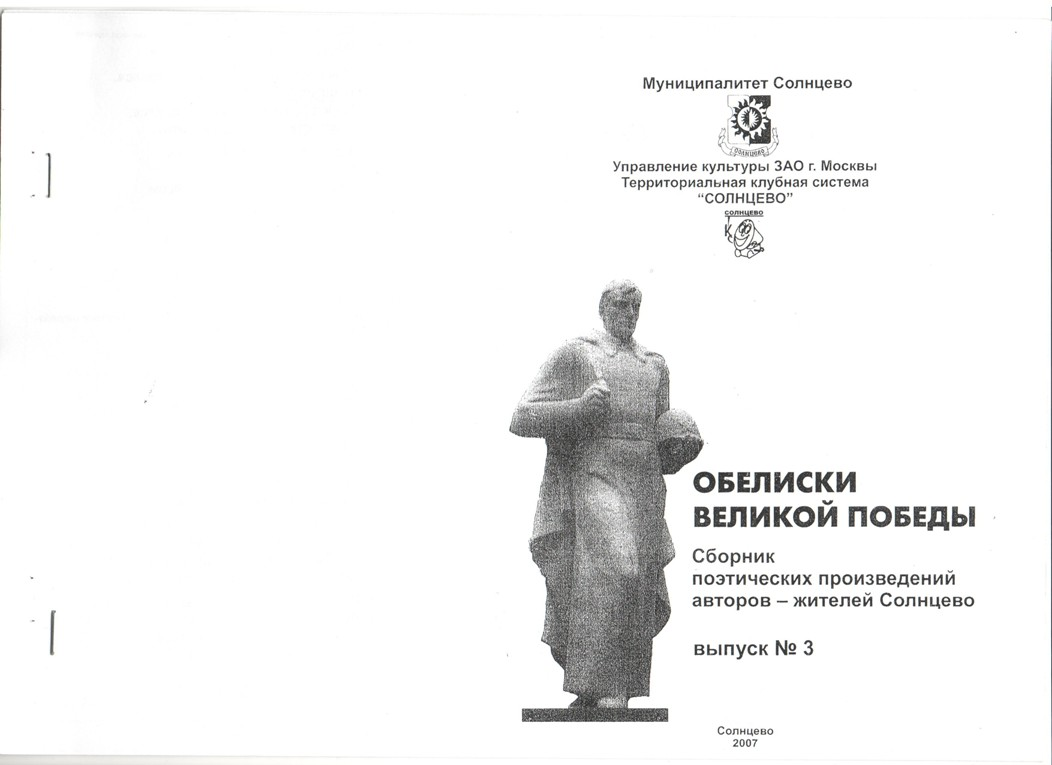 Муниципалитет Солнцево
СОЛНЦЕВО
Управление культуры ЗАО г. Москвы
Территориальная клубная система
“СОЛНЦЕВО”
СОЛНЦЕВО
ОБЕЛИСКИ
ВЕЛИКОЙ ПОБЕДЫ
Сборник
поэтических произведений
авторов – жителей Солнцево
выпуск № 3
Солнцево
2007